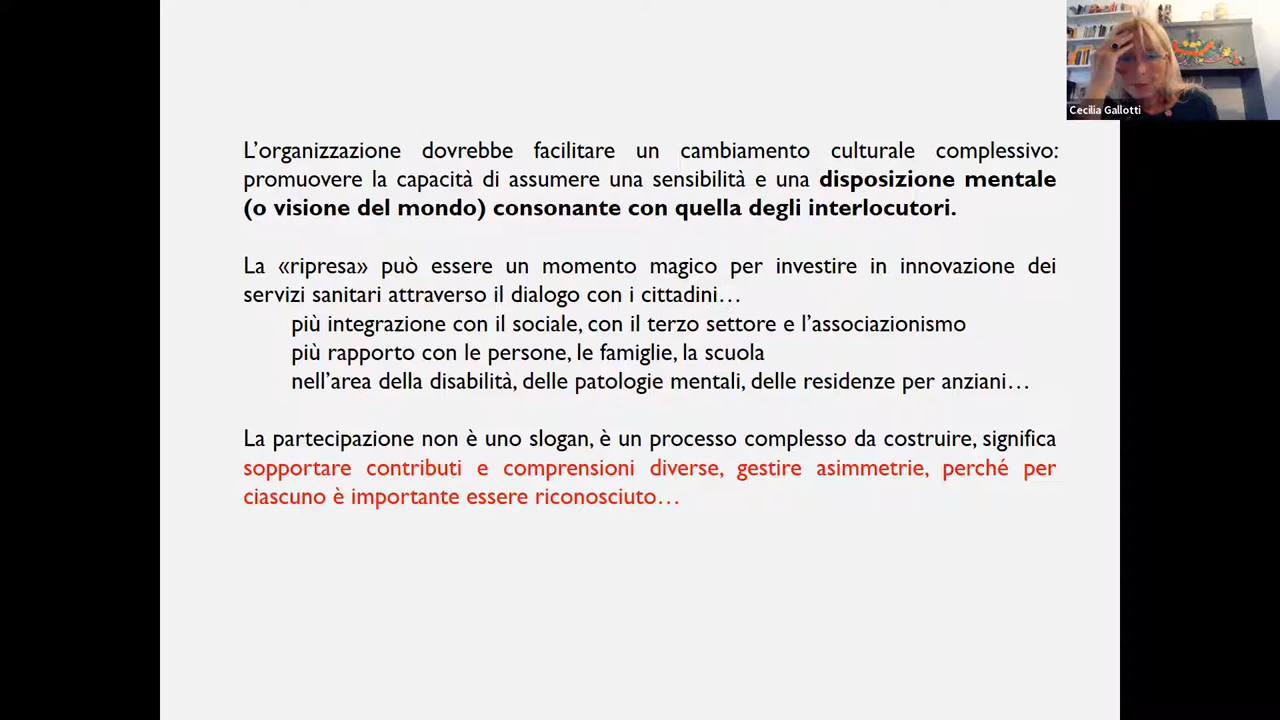 Cecilia Gallotti
L’organizzazione dovrebbe facilitare un cambiamento culturale complessivo:
promuovere la capacità di assumere una sensibilità e una disposizione mentale
(o visione del mondo) consonante con quella degli interlocutori.
La «ripresa» può essere un momento magico per investire in innovazione dei
servizi sanitari attraverso il dialogo con i cittadini…
più integrazione con il sociale, con il terzo settore e l’associazionismo
più rapporto con le persone, le famiglie, la scuola
nell’area della disabilità, delle patologie mentali, delle residenze per anziani…
La partecipazione non è uno slogan, è un processo complesso da costruire, significa
sopportare contributi e comprensioni diverse, gestire asimmetrie, perché per
ciascuno è importante essere riconosciuto…